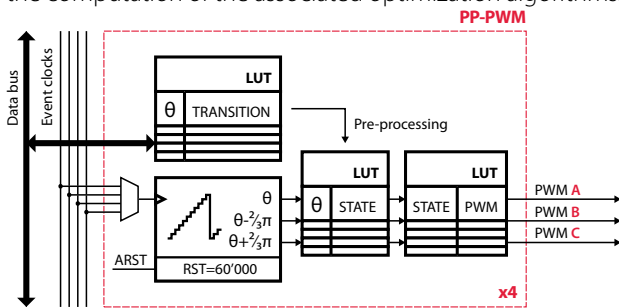 the computation of the associated optimization algorithms.
PP-PWM
Data bus
Event clocks
LUT
θ TRANSITION
Pre-processing
LUT
θ STATE
LUT
STATE PWM
θ
θ-⅔π
θ+⅔π
PWM A
PWM B
PWM C
ARST
RST=60'000
x4